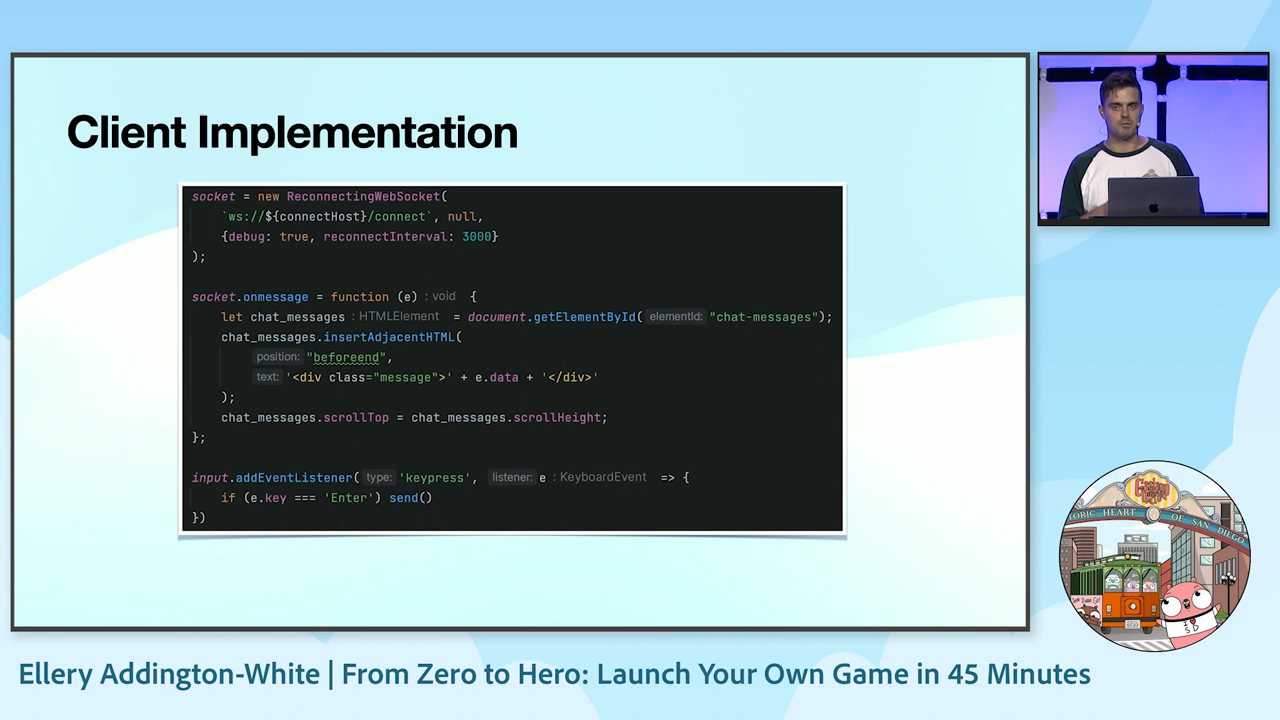 Client Implementation
socket = new ReconnectingWebSocket(
`ws://${connectHost}/connect`, null,
{debug: true, reconnectInterval: 3000}
);
socket.onmessage = function (e) : void {
let chat_messages : HTMLElement = document.getElementById( elementId: "chat-messages");
chat_messages.insertAdjacentHTML(
position: "beforeend",
text: '<div class="message">' + e.data + '</div>'
);
chat_messages.scrollTop = chat_messages.scrollHeight;
};
input.addEventListener( type: 'keypress', listener: e : KeyboardEvent => {
if (e.key === 'Enter') send()
})
TORIC HEART OF SAN DIEGO
Ellery Addington-White | From Zero to Hero: Launch Your Own Game in 45 Minutes